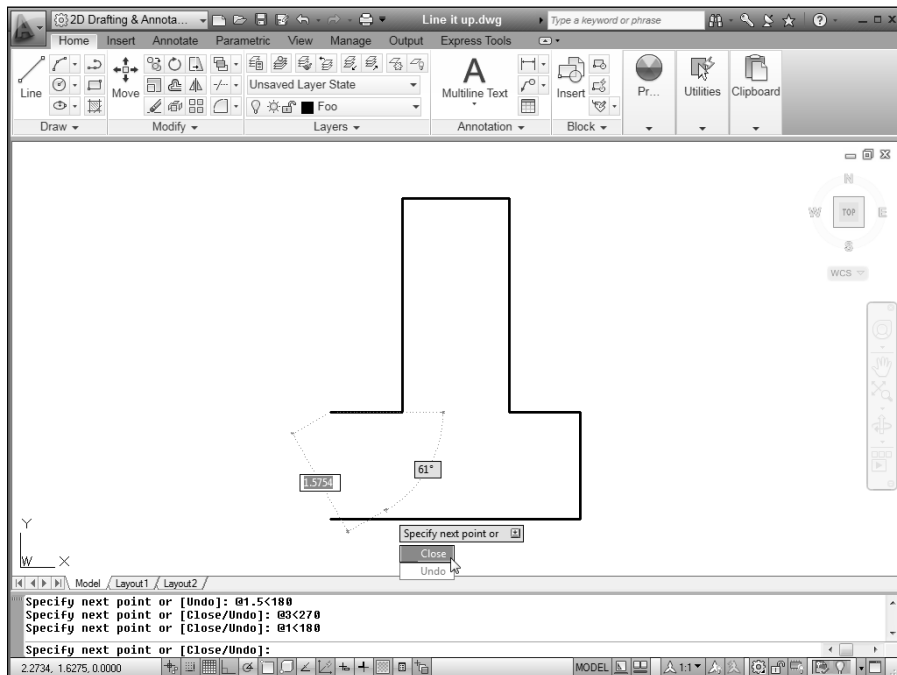 2D Drafting & Annota...
Line it up.dwg
Type a keyword or phrase
Home Insert Annotate Parametric View Manage Output Express Tools
Line
Move
Unsaved Layer State
Foo
A
Multiline Text
Insert
Pr...
Utilities
Clipboard
Draw
Modify
Layers
Annotation
Block
N
W
TOP
E
S
WCS
61°
1.5754
Specify next point or
Close
Undo
Y
W
X
Model Layout1 Layout2
Specify next point or [Undo]: @1.5<180
Specify next point or [Close/Undo]: @3<270
Specify next point or [Close/Undo]: @1<180
Specify next point or [Close/Undo]:
2.2734, 1.6275, 0.0000
MODEL
1:1